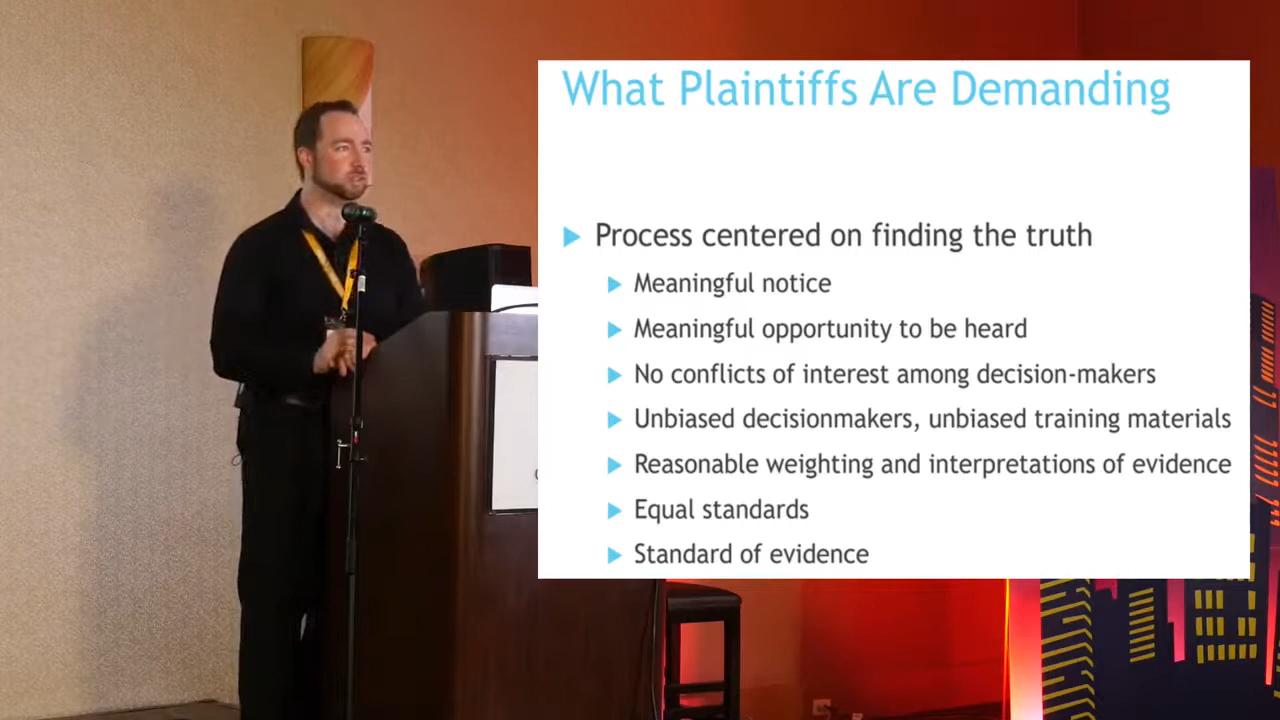 What Plaintiffs Are Demanding
Process centered on finding the truth
Meaningful notice
Meaningful opportunity to be heard
No conflicts of interest among decision-makers
Unbiased decisionmakers, unbiased training materials
Reasonable weighting and interpretations of evidence
Equal standards
Standard of evidence